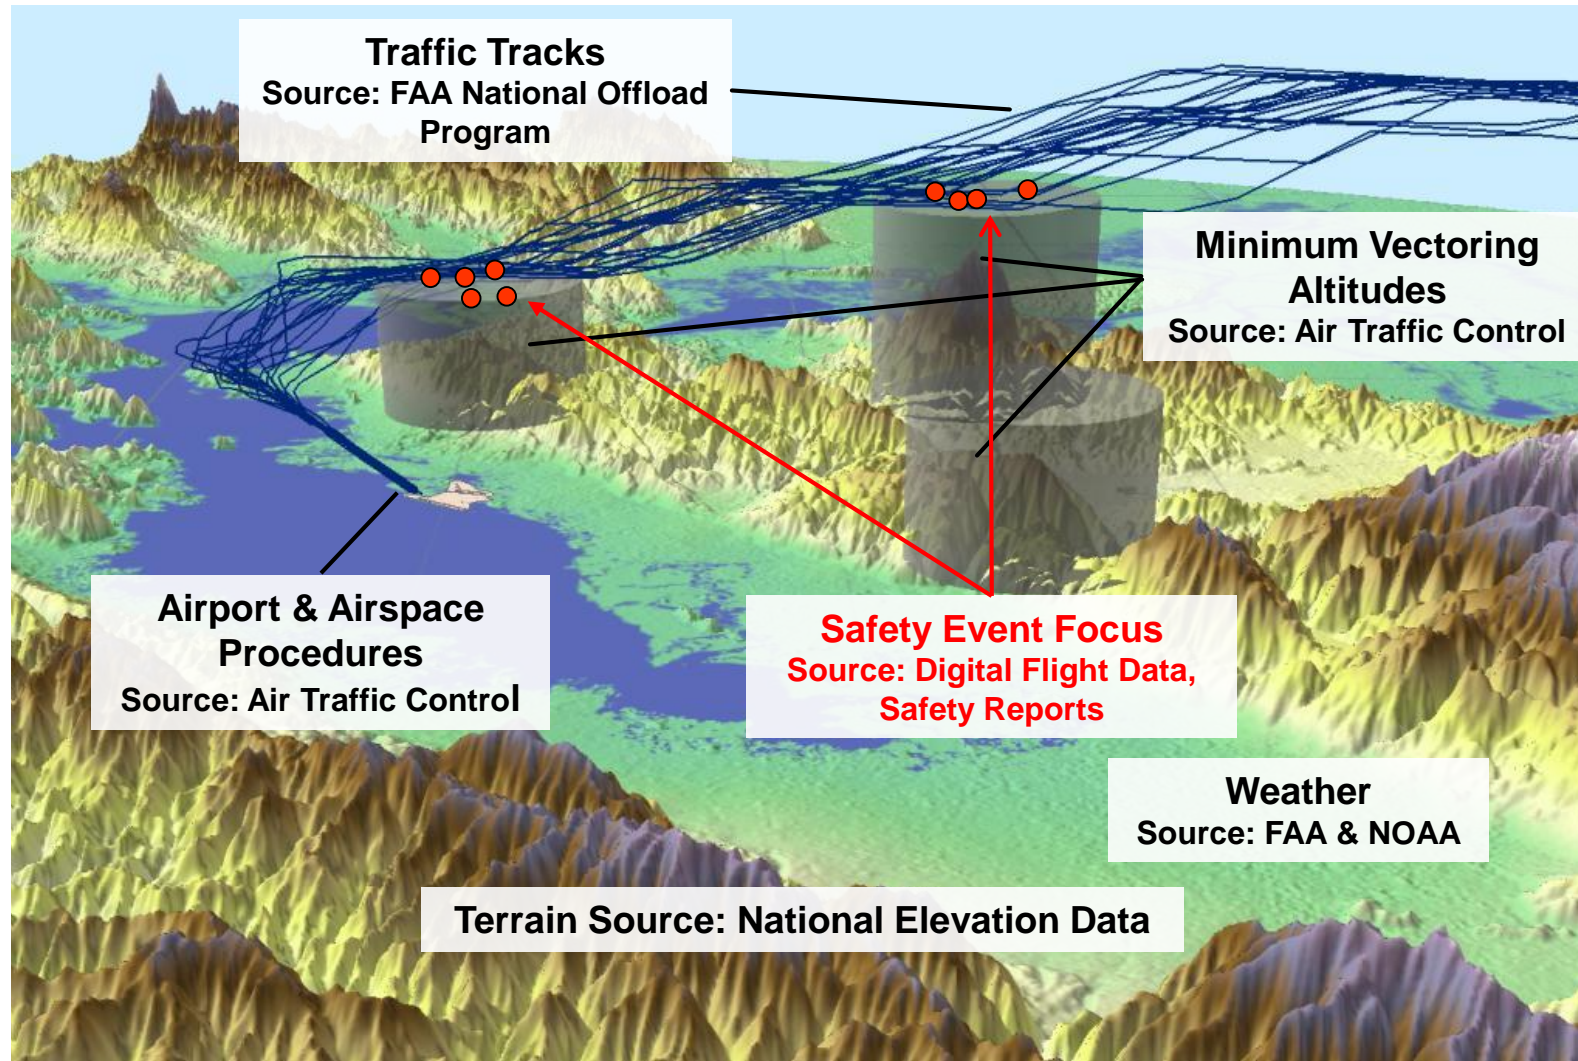 Traffic Tracks
Source: FAA National Offload
Program
Minimum Vectoring
Altitudes
Source: Air Traffic Control
Airport & Airspace
Procedures
Source: Air Traffic Control
Safety Event Focus
Source: Digital Flight Data,
Safety Reports
Weather
Source: FAA & NOAA
Terrain Source: National Elevation Data